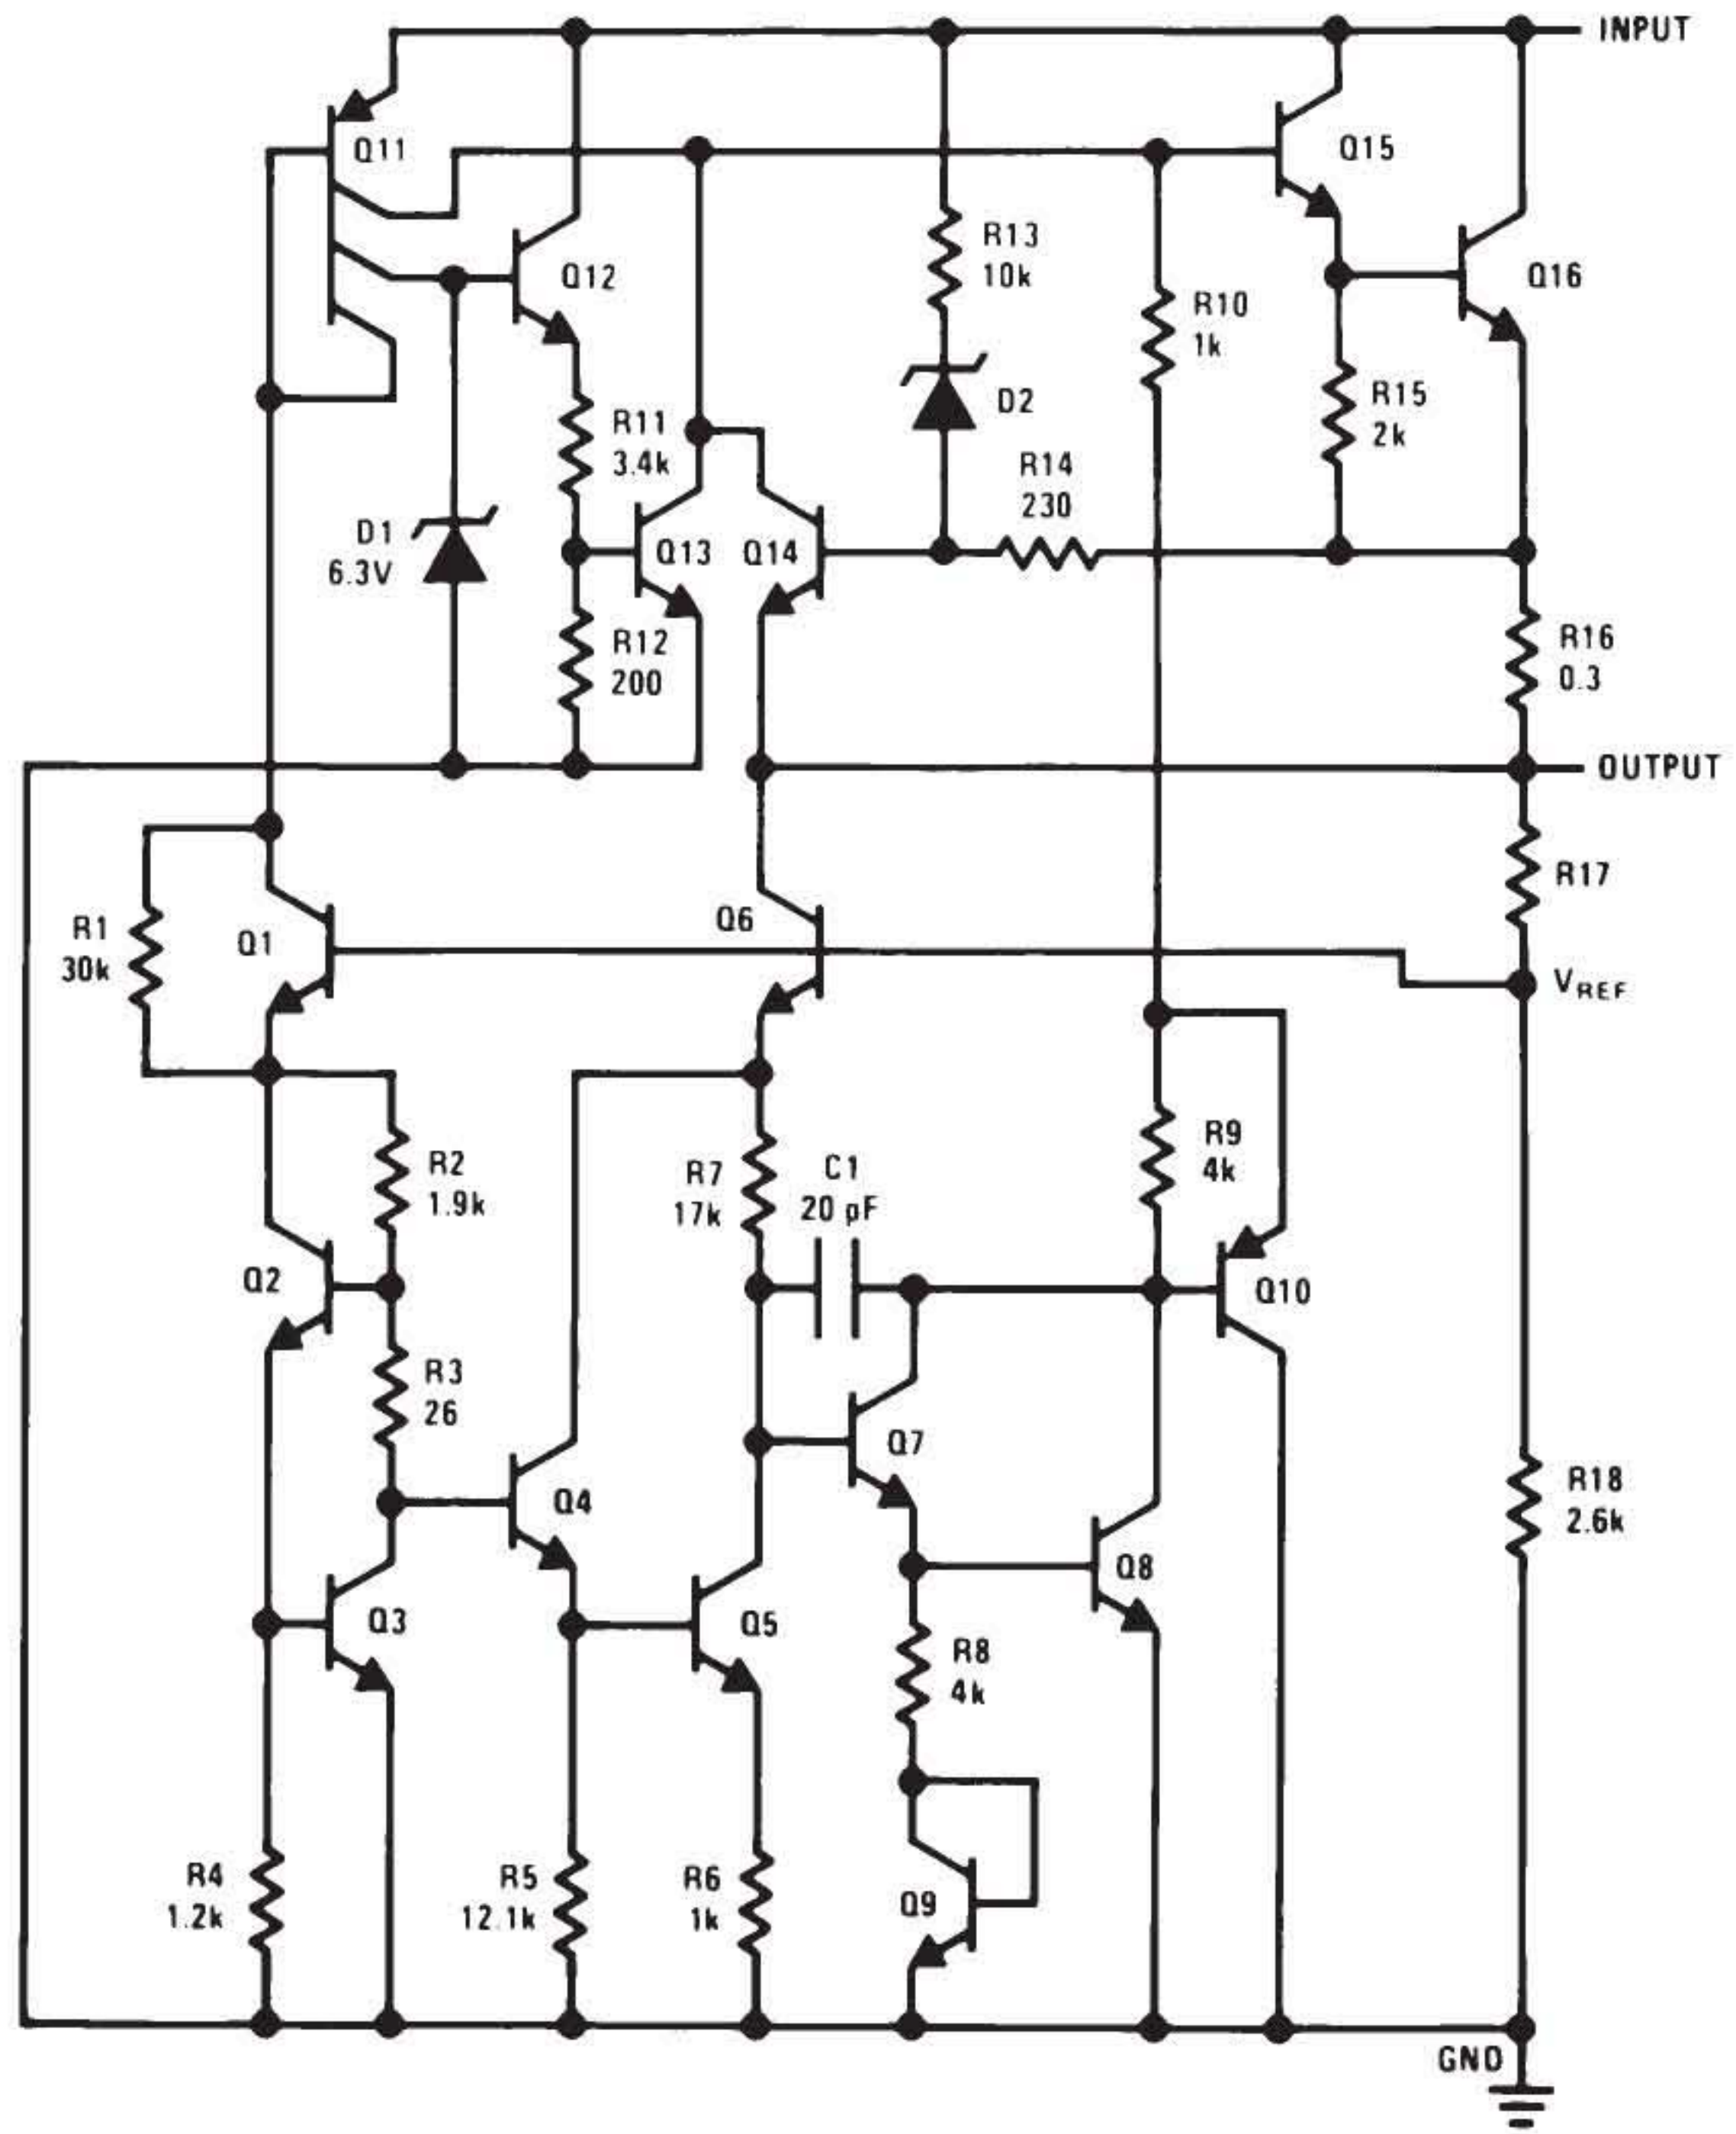 INPUT
Q11
Q15
Q12
R13
10k
Q16
R10
1k
D2
R15
2k
R11
3.4k
R14
230
D1
6.3V
Q13
Q14
R12
200
R16
0.3
OUTPUT
R17
R1
30k
Q1
Q6
VREF
R2
1.9k
R7
17k
C1
20 pF
R9
4k
Q2
Q10
R3
26
Q7
Q4
R18
2.6k
Q3
Q5
Q8
R8
4k
R4
1.2k
R5
12.1k
R6
1k
Q9
GND